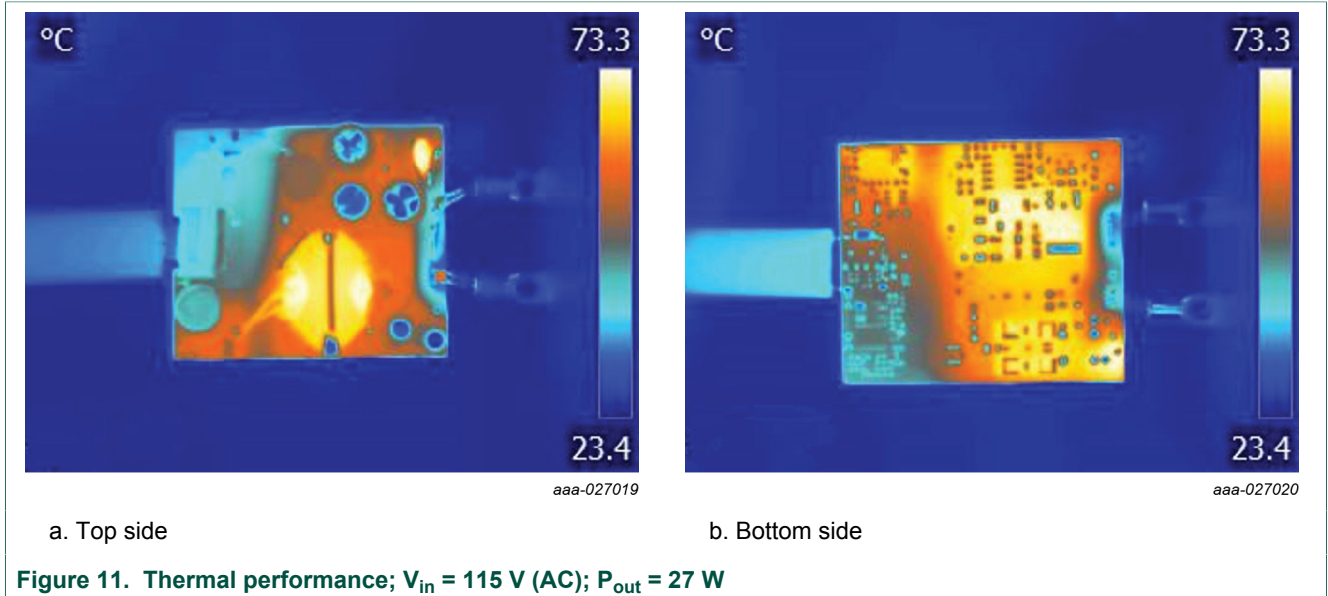 °C 73.3
23.4
aaa-027019
a. Top side
°C 73.3
23.4
aaa-027020
b. Bottom side
Figure 11. Thermal performance; Vin = 115 V (AC); Pout = 27 W